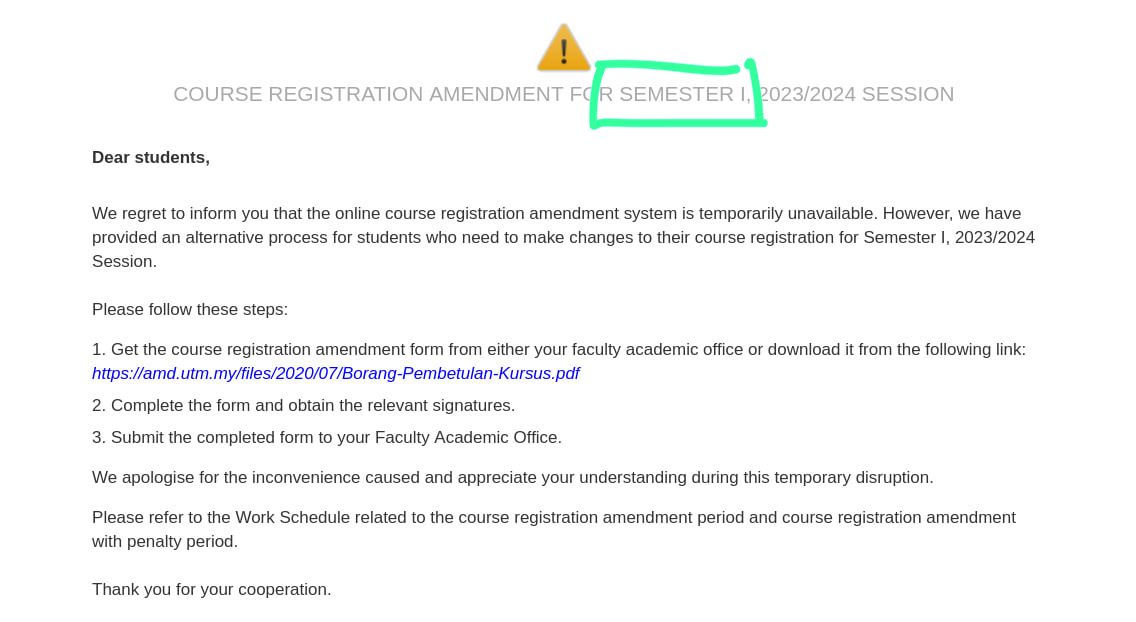 COURSE REGISTRATION AMENDMENT FOR SEMESTER I, 2023/2024 SESSION
Dear students,
We regret to inform you that the online course registration amendment system is temporarily unavailable. However, we have
provided an alternative process for students who need to make changes to their course registration for Semester I, 2023/2024
Session.
Please follow these steps:
1. Get the course registration amendment form from either your faculty academic office or download it from the following link:
https://amd.utm.my/files/2020/07/Borang-Pembetulan-Kursus.pdf
2. Complete the form and obtain the relevant signatures.
3. Submit the completed form to your Faculty Academic Office.
We apologise for the inconvenience caused and appreciate your understanding during this temporary disruption.
Please refer to the Work Schedule related to the course registration amendment period and course registration amendment
with penalty period.
Thank you for your cooperation.